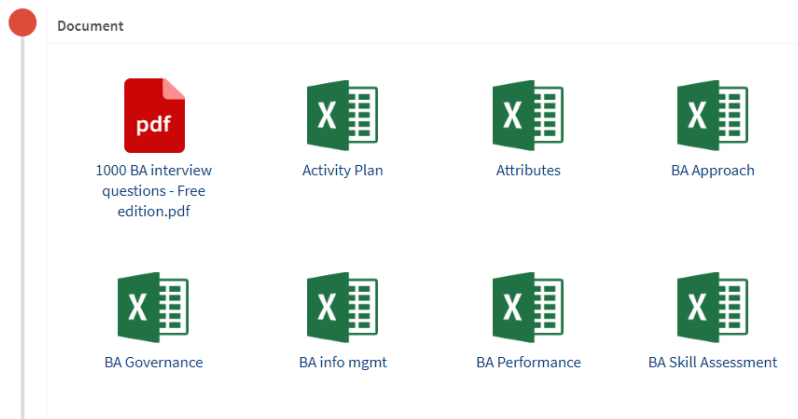 Document
pdf
X
X
X
1000 BA interview
questions - Free
edition.pdf
Activity Plan
Attributes
BA Approach
X
X
X
X
BA Governance
BA info mgmt
BA Performance
BA Skill Assessment